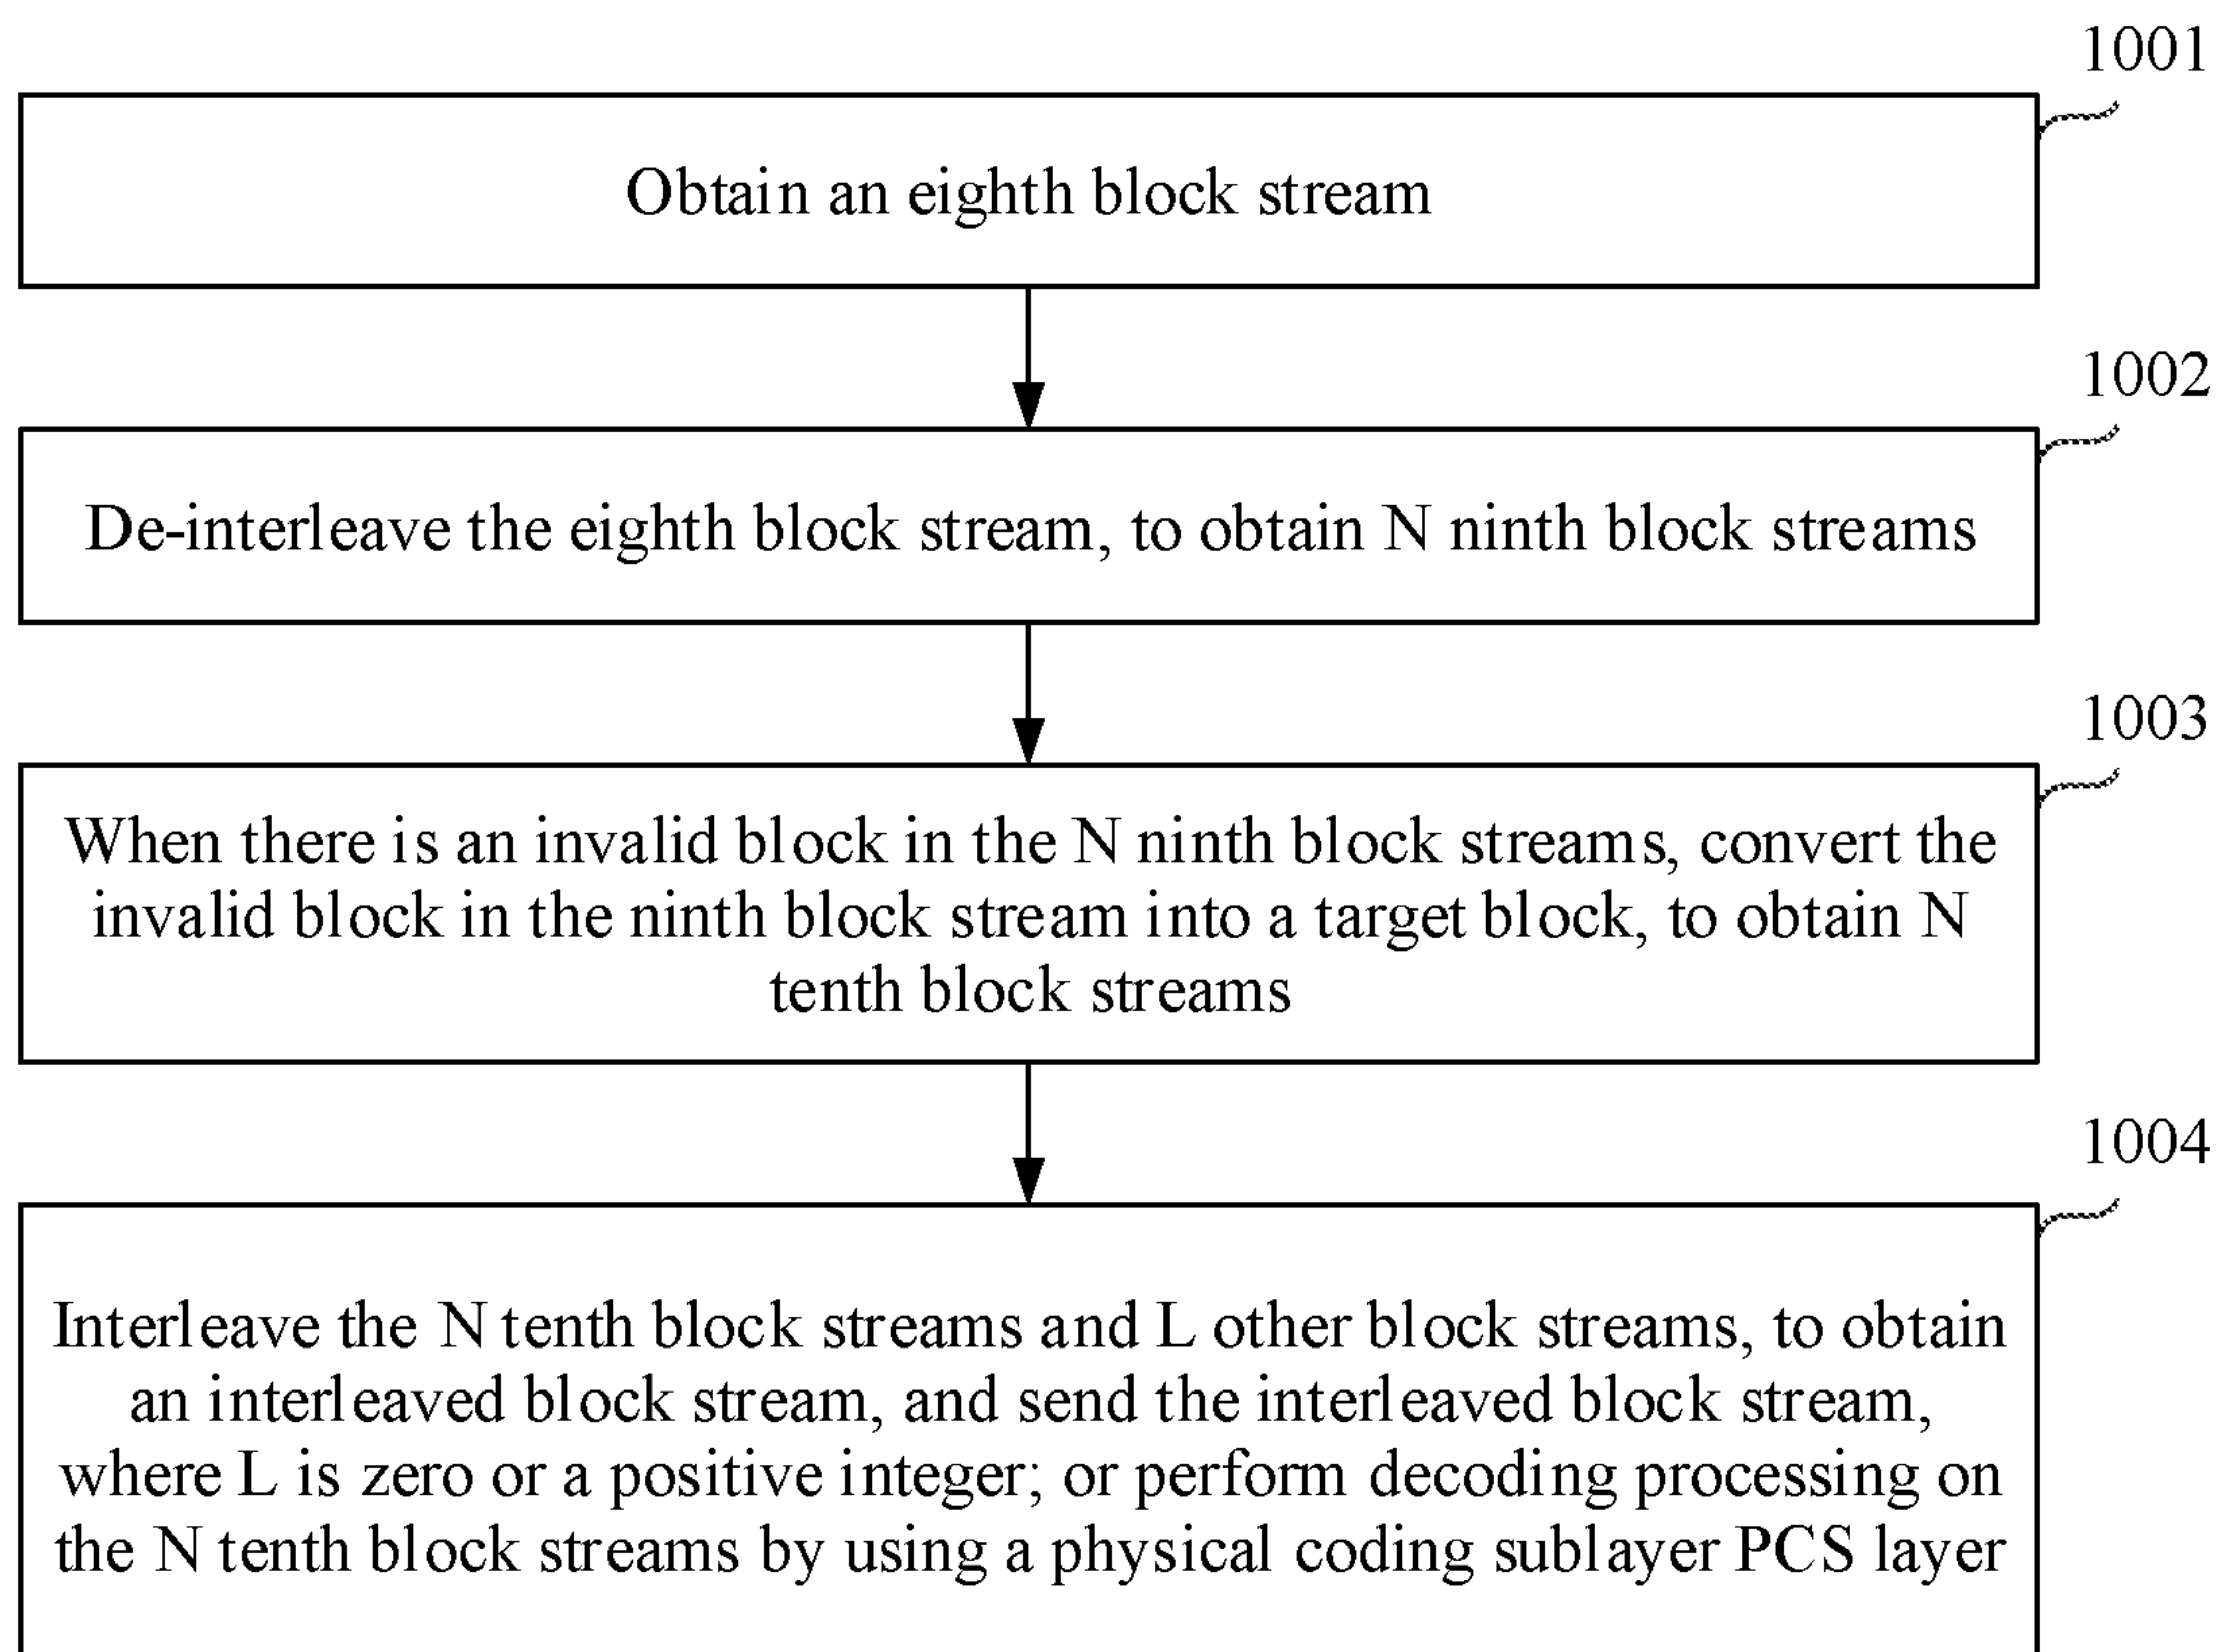 1001
Obtain an eighth block stream
1002
De-interleave the eighth block stream, to obtain N ninth block streams
1003
When there is an invalid block in the N ninth block streams, convert the
invalid block in the ninth block stream into a target block, to obtain N
tenth block streams
1004
Interleave the N tenth block streams and L other block streams, to obtain
an interleaved block stream, and send the interleaved block stream,
where L is zero or a positive integer; or perform decoding processing on
the N tenth block streams by using a physical coding sublayer PCS layer